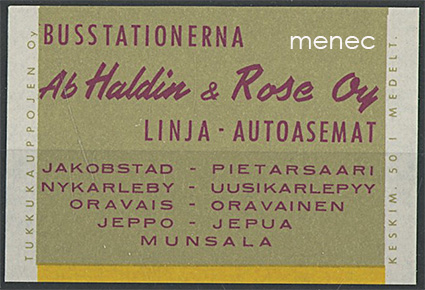 TUKKUKAUPPOJEN OY
BUSSTATIONERNA
menec
Ab Haldin & Rose Oy
LINJA - AUTOASEMAT
JAKOBSTAD - PIETARSAARI
NYKARLEBY - UUSIKARLEPYY
ORAVAIS - ORAVAINEN
JEPPO - JEPUA
MUNSALA
KESKIM. 50 I MEDELT.